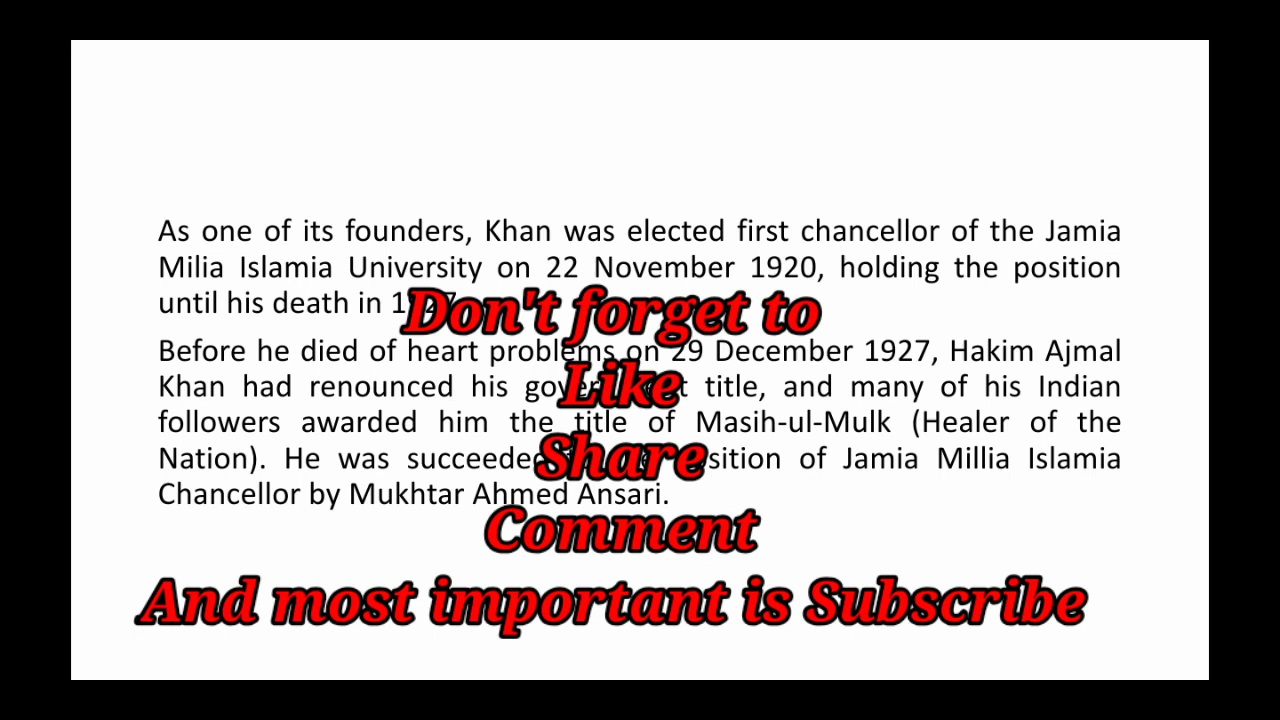 As one of its founders, Khan was elected first chancellor of the Jamia
Milia Islamia University on 22 November 1920, holding the position
until his death in
Don't forget to
Before he died of heart problems on 29 December 1927, Hakim Ajmal
Khan had renounced his title, and many of his Indian
Like
followers awarded him the title of Masih-ul-Mulk (Healer of the
Nation). He was succeeded of Jamia Millia Islamia
Share
Chancellor by Mukhtar Ahmed Ansari.
Comment
And most important is Subscribe